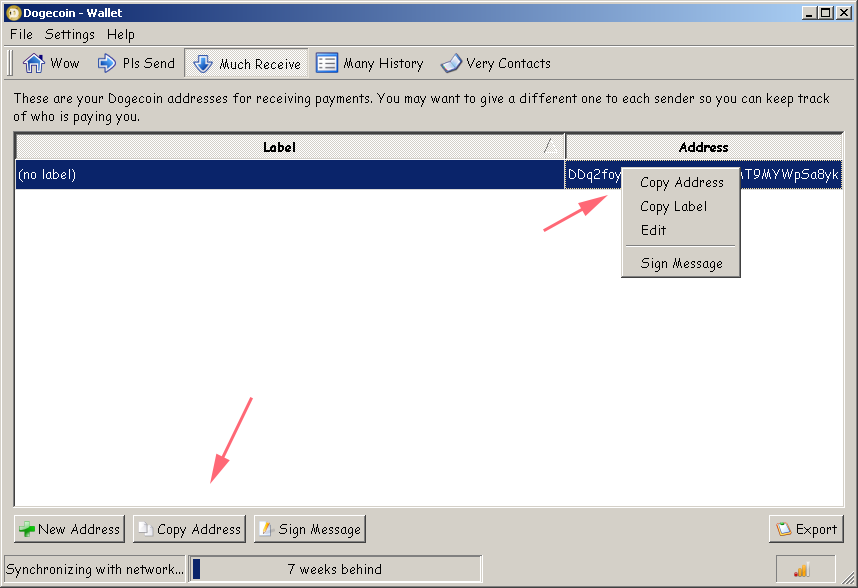 Dogecoin - Wallet
File Settings Help
Wow Pls Send Much Receive Many History Very Contacts
These are your Dogecoin addresses for receiving payments. You may want to give a different one to each sender so you can keep track
of who is paying you.
Label Address
(no label) DDq2foy T9MYWpSa8yk
Copy Address
Copy Label
Edit
Sign Message
New Address Copy Address Sign Message Export
Synchronizing with network... 7 weeks behind